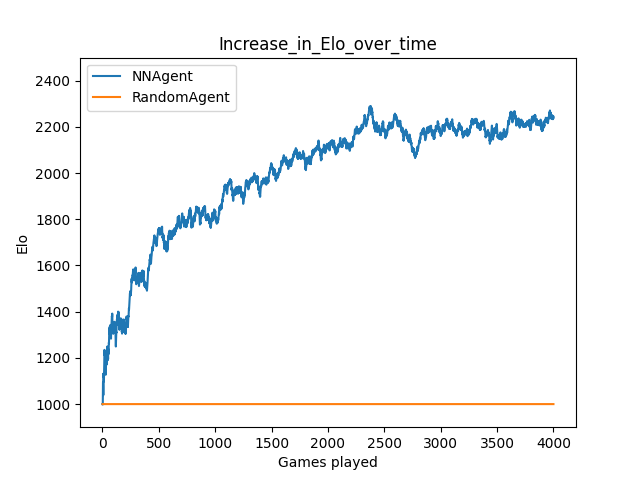 Increase_in_Elo_over_time
NNAgent
RandomAgent
2400
2200
2000
1800
1600
1400
1200
1000
Elo
0 500 1000 1500 2000 2500 3000 3500 4000
Games played